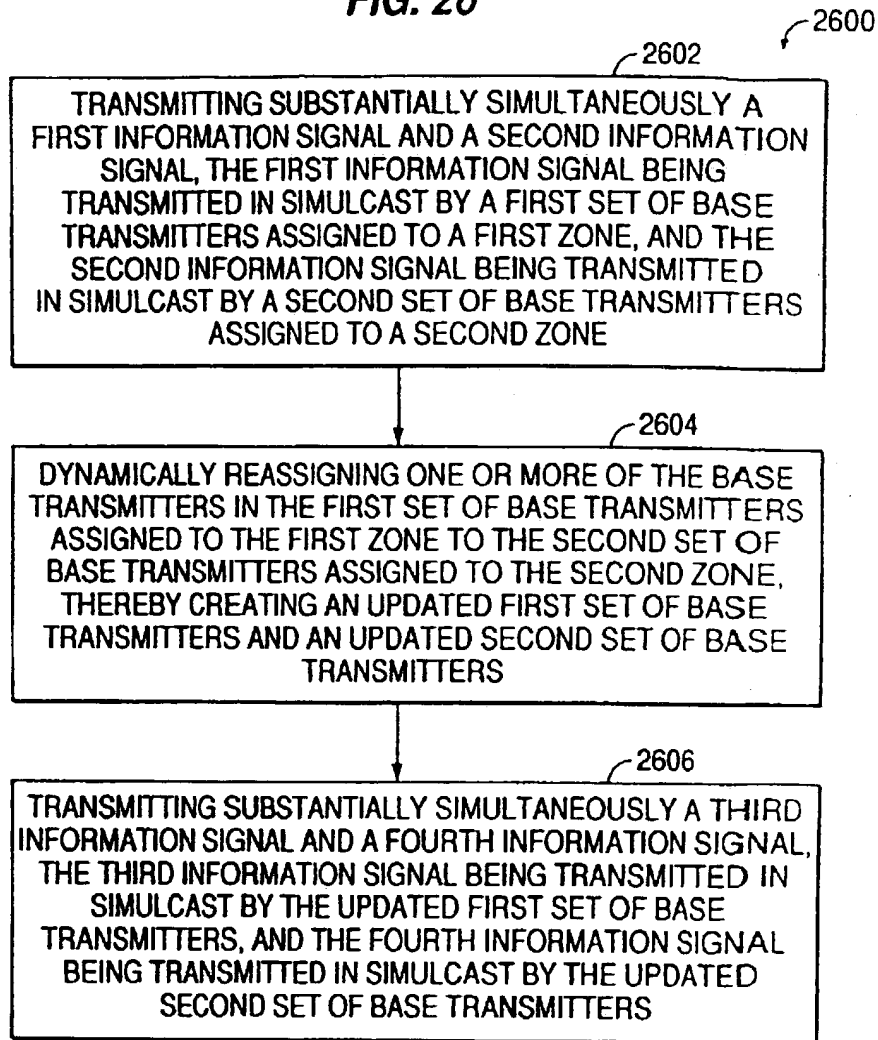 FIG. 26
2600
2602
TRANSMITTING SUBSTANTIALLY SIMULTANEOUSLY A
FIRST INFORMATION SIGNAL AND A SECOND INFORMATION
SIGNAL, THE FIRST INFORMATION SIGNAL BEING
TRANSMITTED IN SIMULCAST BY A FIRST SET OF BASE
TRANSMITTERS ASSIGNED TO A FIRST ZONE, AND THE
SECOND INFORMATION SIGNAL BEING TRANSMITTED
IN SIMULCAST BY A SECOND SET OF BASE TRANSMITTERS
ASSIGNED TO A SECOND ZONE
2604
DYNAMICALLY REASSIGNING ONE OR MORE OF THE BASE
TRANSMITTERS IN THE FIRST SET OF BASE TRANSMITTERS
ASSIGNED TO THE FIRST ZONE TO THE SECOND SET OF
BASE TRANSMITTERS ASSIGNED TO THE SECOND ZONE,
THEREBY CREATING AN UPDATED FIRST SET OF BASE
TRANSMITTERS AND AN UPDATED SECOND SET OF BASE
TRANSMITTERS
2606
TRANSMITTING SUBSTANTIALLY SIMULTANEOUSLY A THIRD
INFORMATION SIGNAL AND A FOURTH INFORMATION SIGNAL,
THE THIRD INFORMATION SIGNAL BEING TRANSMITTED IN
SIMULCAST BY THE UPDATED FIRST SET OF BASE
TRANSMITTERS, AND THE FOURTH INFORMATION SIGNAL
BEING TRANSMITTED IN SIMULCAST BY THE UPDATED
SECOND SET OF BASE TRANSMITTERS